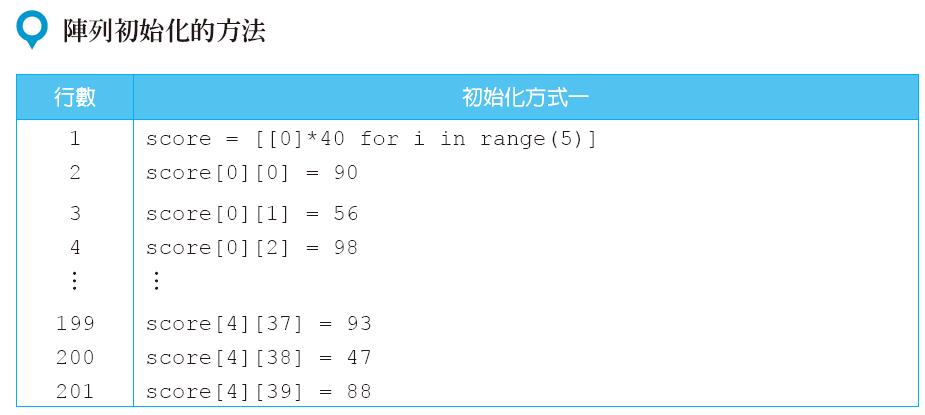 陣列初始化的方法
行數 初始化方式一
1 score = [[0]*40 for i in range(5)]
2 score[0][0] = 90
3 score[0][1] = 56
4 score[0][2] = 98
⋮ ⋮
199 score[4][37] = 93
200 score[4][38] = 47
201 score[4][39] = 88